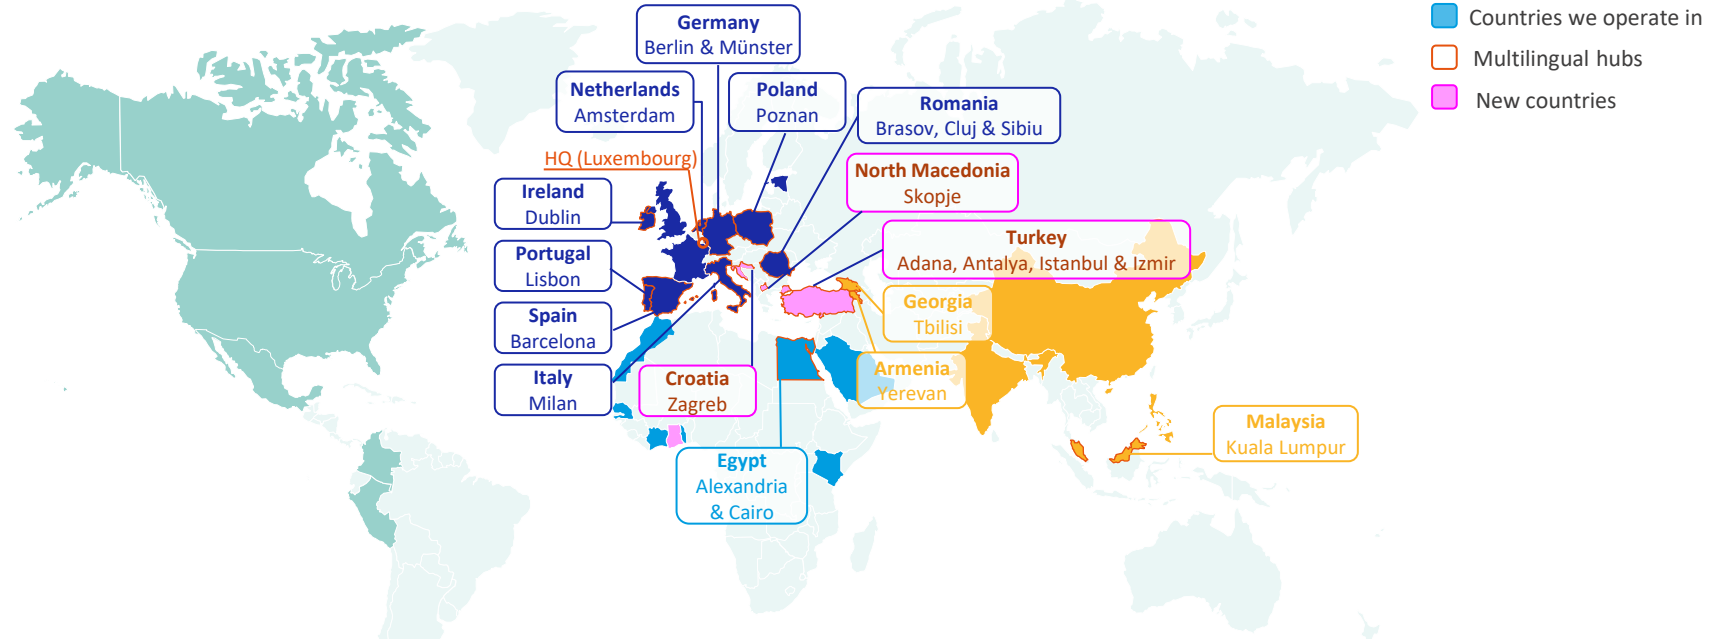 Germany
Berlin & Münster
Netherlands
Amsterdam
Poland
Poznan
Romania
Brasov, Cluj & Sibiu
HQ (Luxembourg)
North Macedonia
Skopje
Ireland
Dublin
Turkey
Adana, Antalya, Istanbul & Izmir
Portugal
Lisbon
Georgia
Tbilisi
Spain
Barcelona
Armenia
Yerevan
Italy
Milan
Croatia
Zagreb
Malaysia
Kuala Lumpur
Egypt
Alexandria
& Cairo
Countries we operate in
Multilingual hubs
New countries